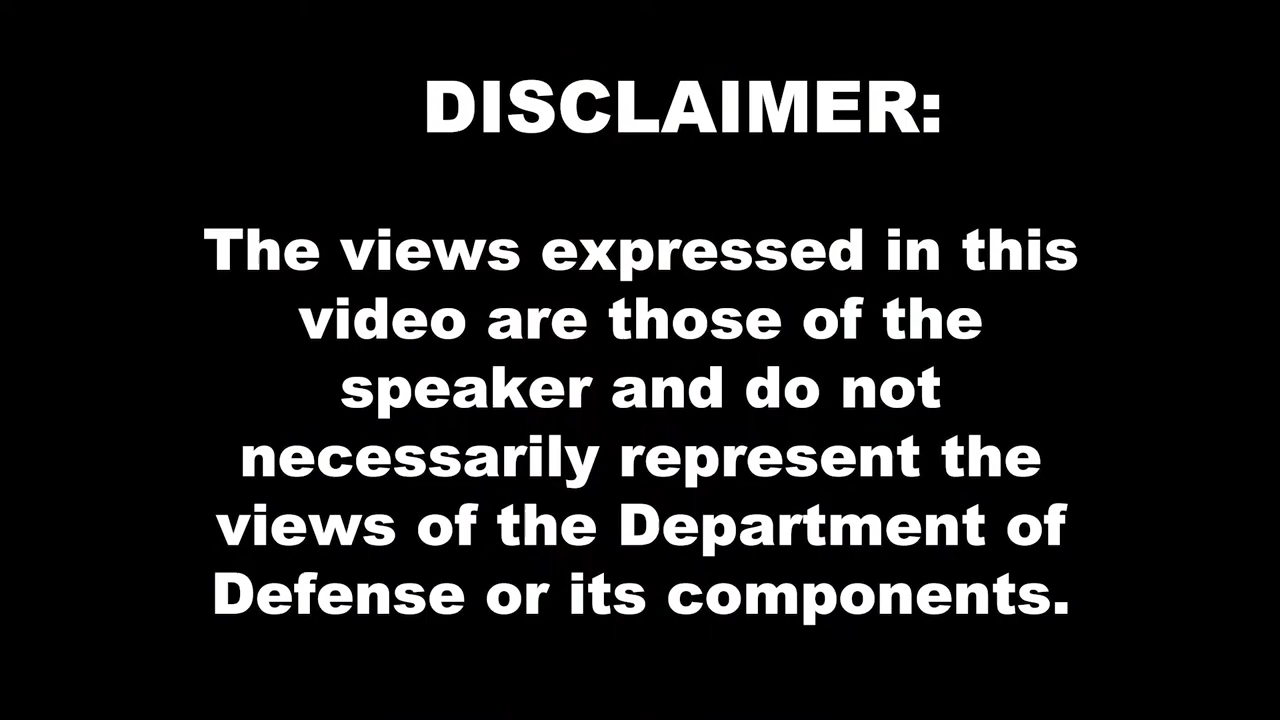 DISCLAIMER:
The views expressed in this
video are those of the
speaker and do not
necessarily represent the
views of the Department of
Defense or its components.